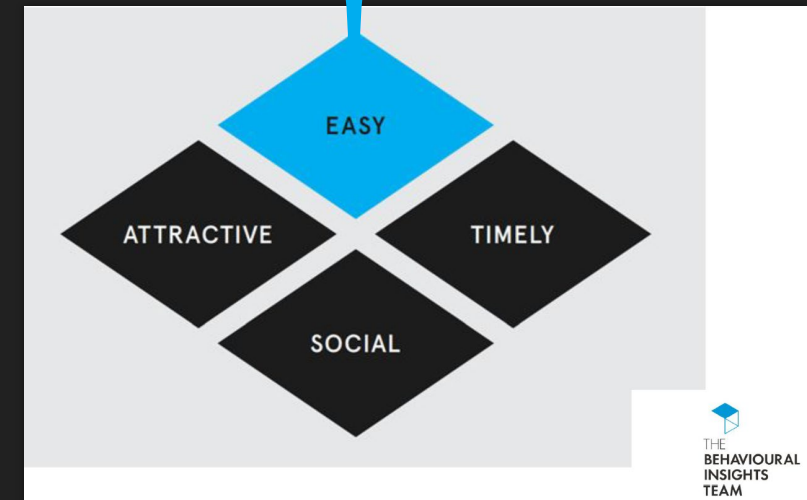 EASY
ATTRACTIVE
TIMELY
SOCIAL
THE
BEHAVIOURAL
INSIGHTS
TEAM